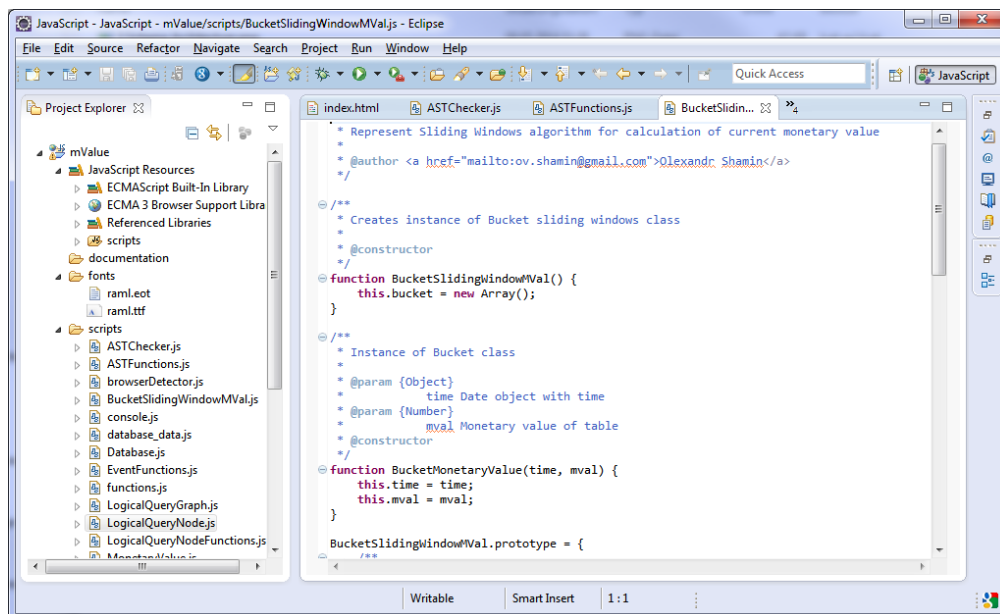 JavaScript - JavaScript - mValue/scripts/BucketSlidingWindowMVal.js - Eclipse
File Edit Source Refactor Navigate Search Project Run Window Help
Quick Access
JavaScript
Project Explorer
mValue
JavaScript Resources
ECMAScript Built-In Library
ECMA 3 Browser Support Libra
Referenced Libraries
scripts
documentation
fonts
raml.eot
raml.ttf
scripts
ASTChecker.js
ASTFunctions.js
browserDetector.js
BucketSlidingWindowMVal.js
console.js
database_data.js
Database.js
EventFunctions.js
functions.js
LogicalQueryGraph.js
LogicalQueryNode.js
LogicalQueryNodeFunctions.js
MonetaryValue.js
index.html ASTChecker.js ASTFunctions.js BucketSlidin... »4
* Represent Sliding Windows algorithm for calculation of current monetary value
*
* @author <a href="mailto:ov.shamin@gmail.com">Olexandr Shamin</a>
*/
/**
* Creates instance of Bucket sliding windows class
*
* @constructor
*/
function BucketSlidingWindowMVal() {
this.bucket = new Array();
}
/**
* Instance of Bucket class
*
* @param {Object}
* time Date object with time
* @param {Number}
* mval Monetary value of table
* @constructor
*/
function BucketMonetaryValue(time, mval) {
this.time = time;
this.mval = mval;
}
BucketSlidingWindowMVal.prototype = {
/**
Writable Smart Insert 1 : 1